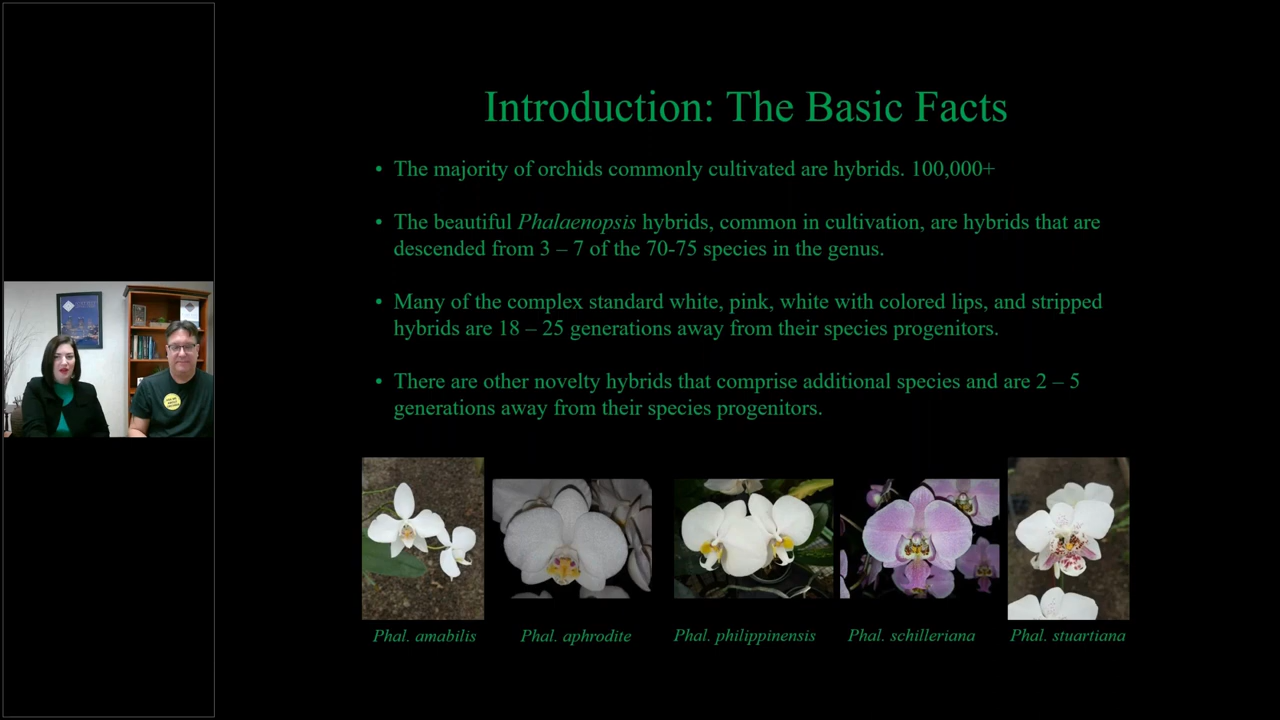 Introduction: The Basic Facts
• The majority of orchids commonly cultivated are hybrids. 100,000+
• The beautiful Phalaenopsis hybrids, common in cultivation, are hybrids that are
descended from 3 – 7 of the 70-75 species in the genus.
• Many of the complex standard white, pink, white with colored lips, and stripped
hybrids are 18 – 25 generations away from their species progenitors.
• There are other novelty hybrids that comprise additional species and are 2 – 5
generations away from their species progenitors.
Phal. amabilis
Phal. aphrodite
Phal. philippinensis
Phal. schilleriana
Phal. stuartiana